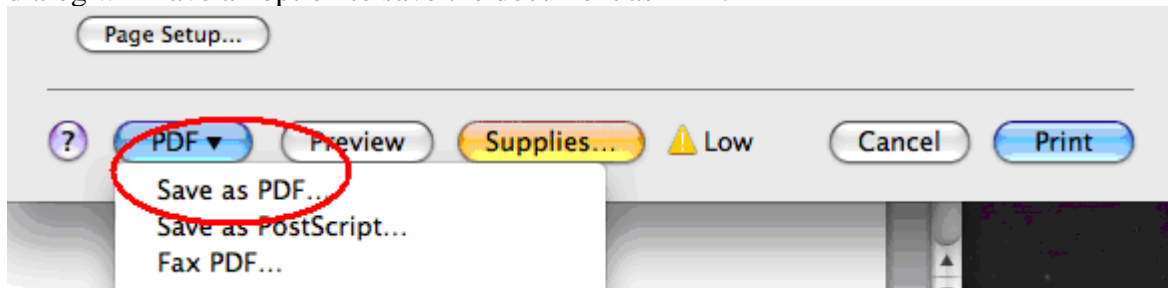 Page Setup...
? PDF ▼ Preview Supplies... Low Cancel Print
Save as PDF...
Save as PostScript...
Fax PDF...